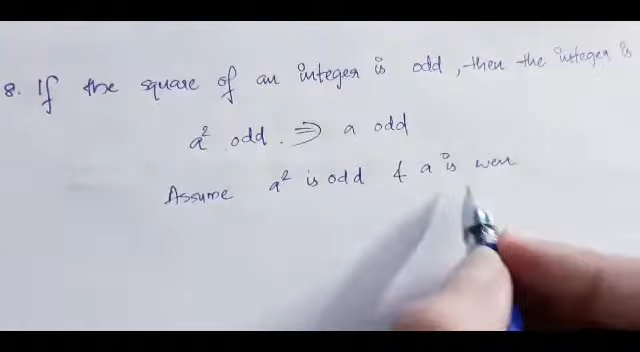 8. If the square of an integer is odd, then the integer is
a² odd. ⇒ a odd
Assume a² is odd & a is even